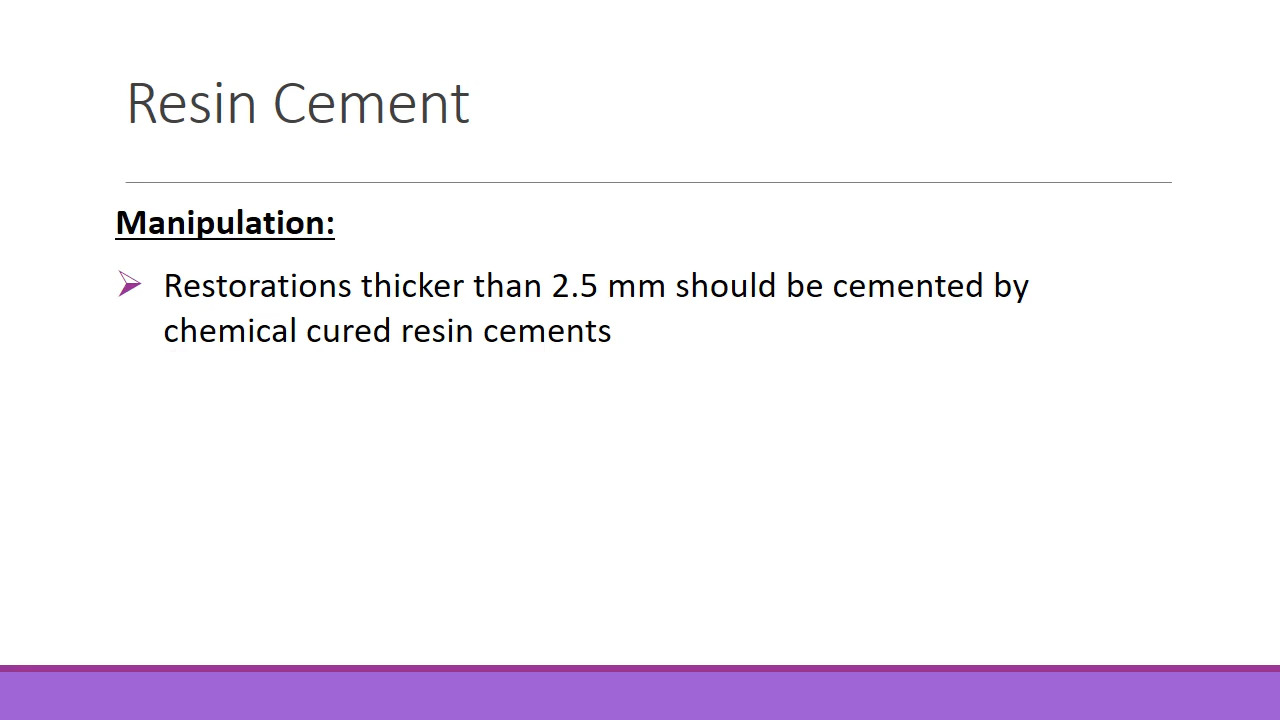 Resin Cement
Manipulation:
Restorations thicker than 2.5 mm should be cemented by
chemical cured resin cements